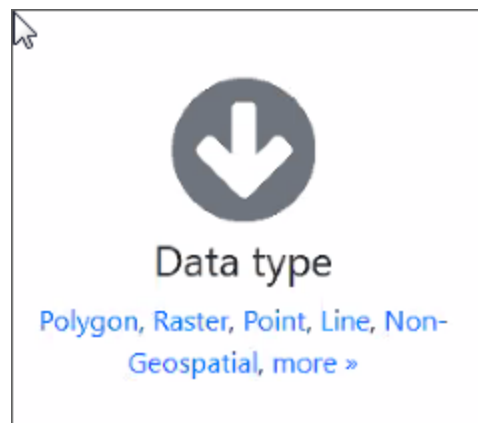 Data type
Polygon, Raster, Point, Line, Non-
Geospatial, more »